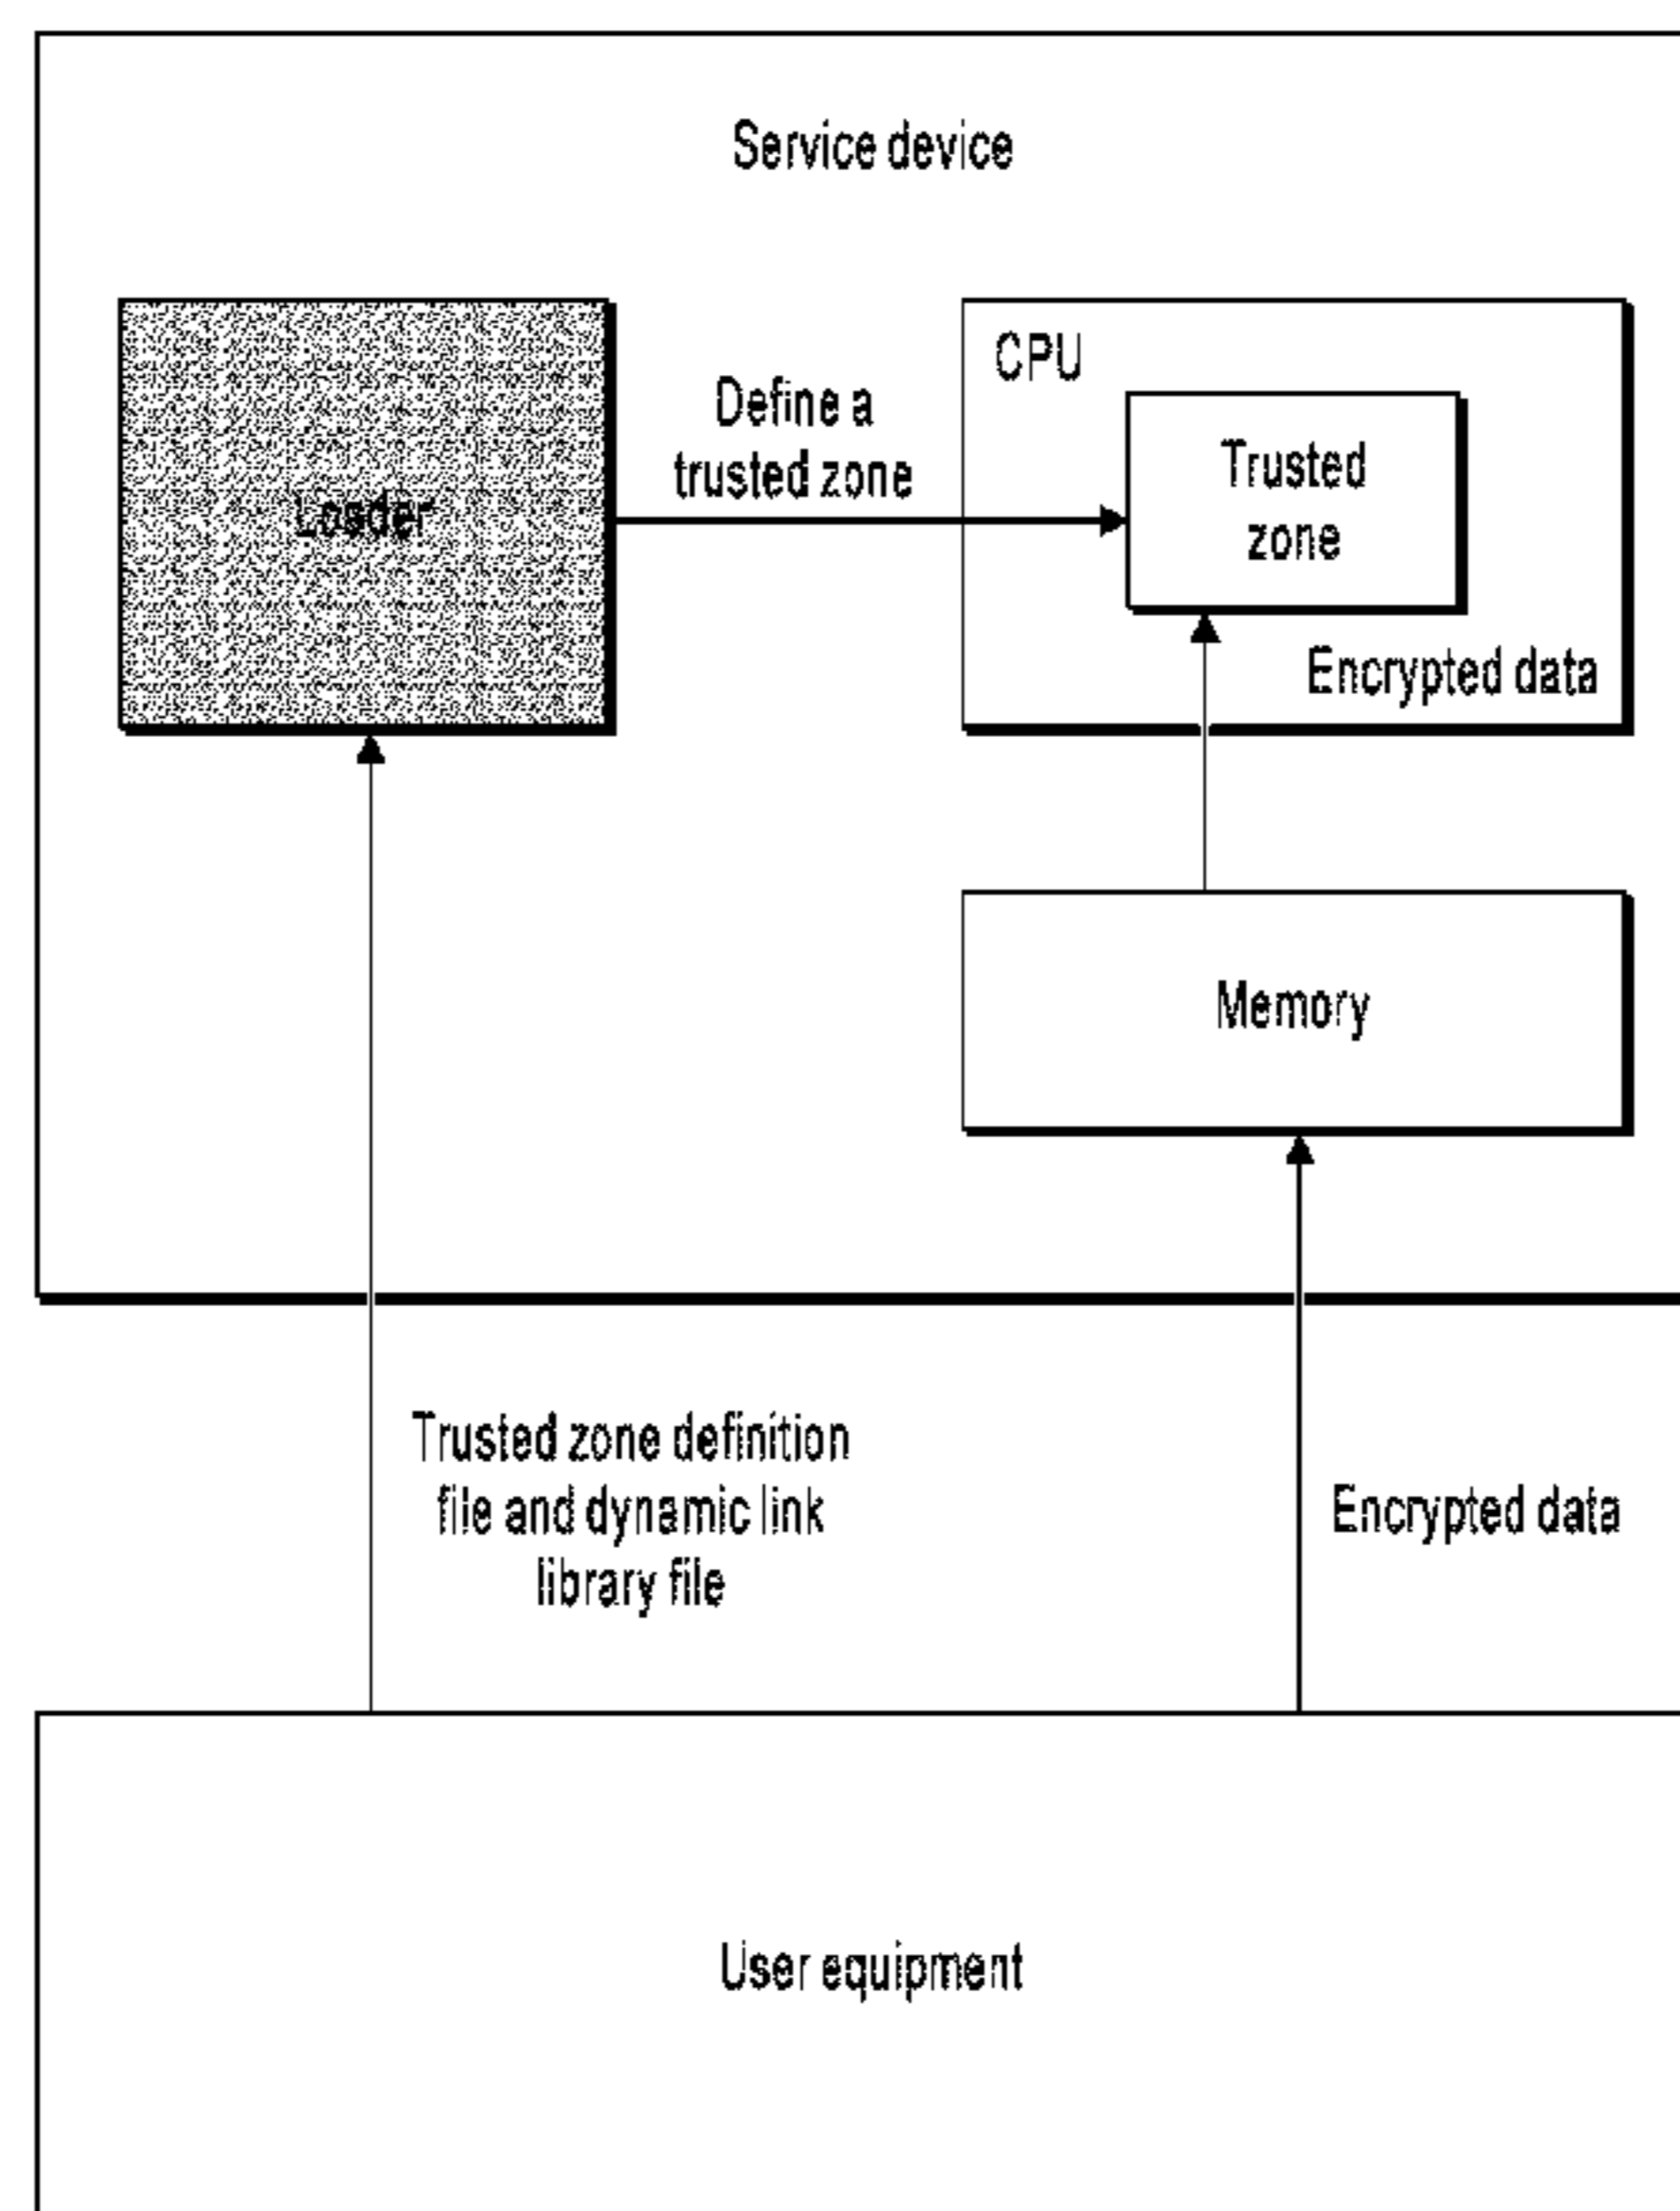 Service device
CPU
Define a
trusted zone
Trusted
zone
Loader
Encrypted data
Memory
Trusted zone definition
file and dynamic link
library file
Encrypted data
User equipment